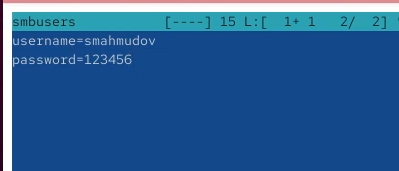 smbusers [----] 15 L:[ 1+ 1 2/ 2]
username=smahmudov
password=123456